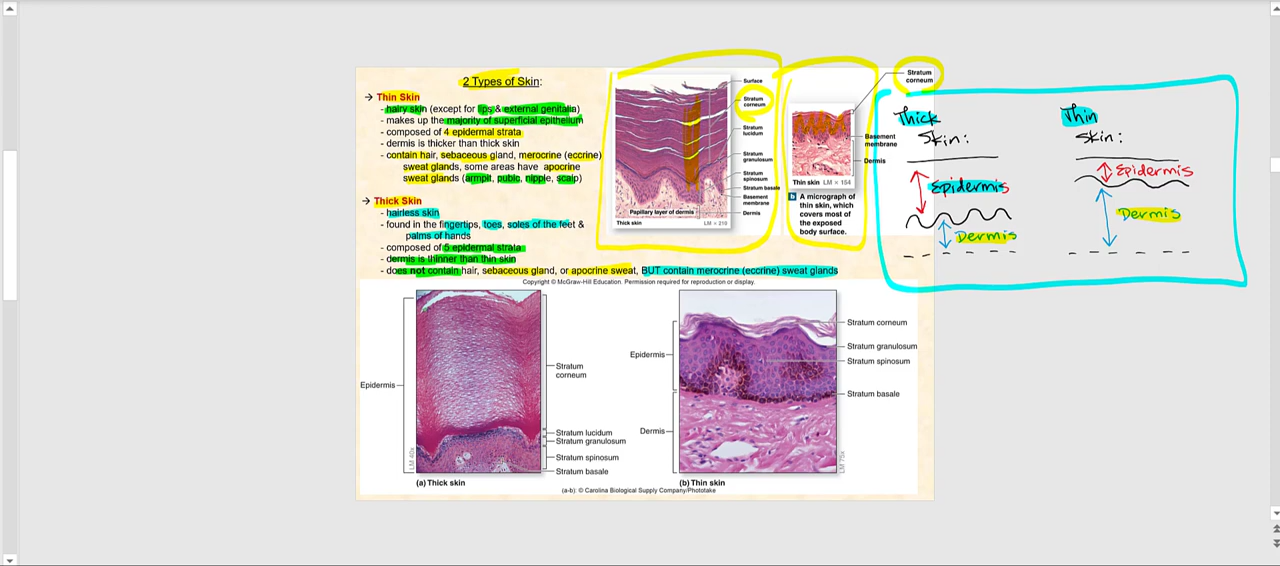 2 Types of Skin:
→ Thin Skin
- hairy skin (except for lips & external genitalia)
- makes up the majority of superficial epithelium
- composed of 4 epidermal strata
- dermis is thicker than thick skin
- contain hair, sebaceous gland, merocrine (eccrine)
sweat glands, some areas have apocrine
sweat glands (armpit, pubic, nipple, scalp)
→ Thick Skin
- hairless skin
- found in the fingertips, toes, soles of the feet &
palms of hands
- composed of 5 epidermal strata
- dermis is thinner than thin skin
- does not contain hair, sebaceous gland, or apocrine sweat, BUT contain merocrine (eccrine) sweat glands
Surface
Stratum
corneum
Stratum
lucidum
Stratum
granulosum
Stratum
spinosum
Stratum basale
Basement
membrane
Dermis
Papillary layer of dermis
Thick skin
LM × 210
Stratum
corneum
Basement
membrane
Dermis
Thin skin LM × 154
b A micrograph of
thin skin, which
covers most of
the exposed
body surface.
Thick
Skin:
Epidermis
Dermis
Thin
Skin:
Epidermis
Dermis
Copyright © McGraw-Hill Education. Permission required for reproduction or display.
Epidermis
LM 40x
Stratum
corneum
Stratum lucidum
Stratum granulosum
Stratum spinosum
Stratum basale
(a) Thick skin
Epidermis
Dermis
Stratum corneum
Stratum granulosum
Stratum spinosum
Stratum basale
LM 75x
(b) Thin skin
(a-b): © Carolina Biological Supply Company/Phototake